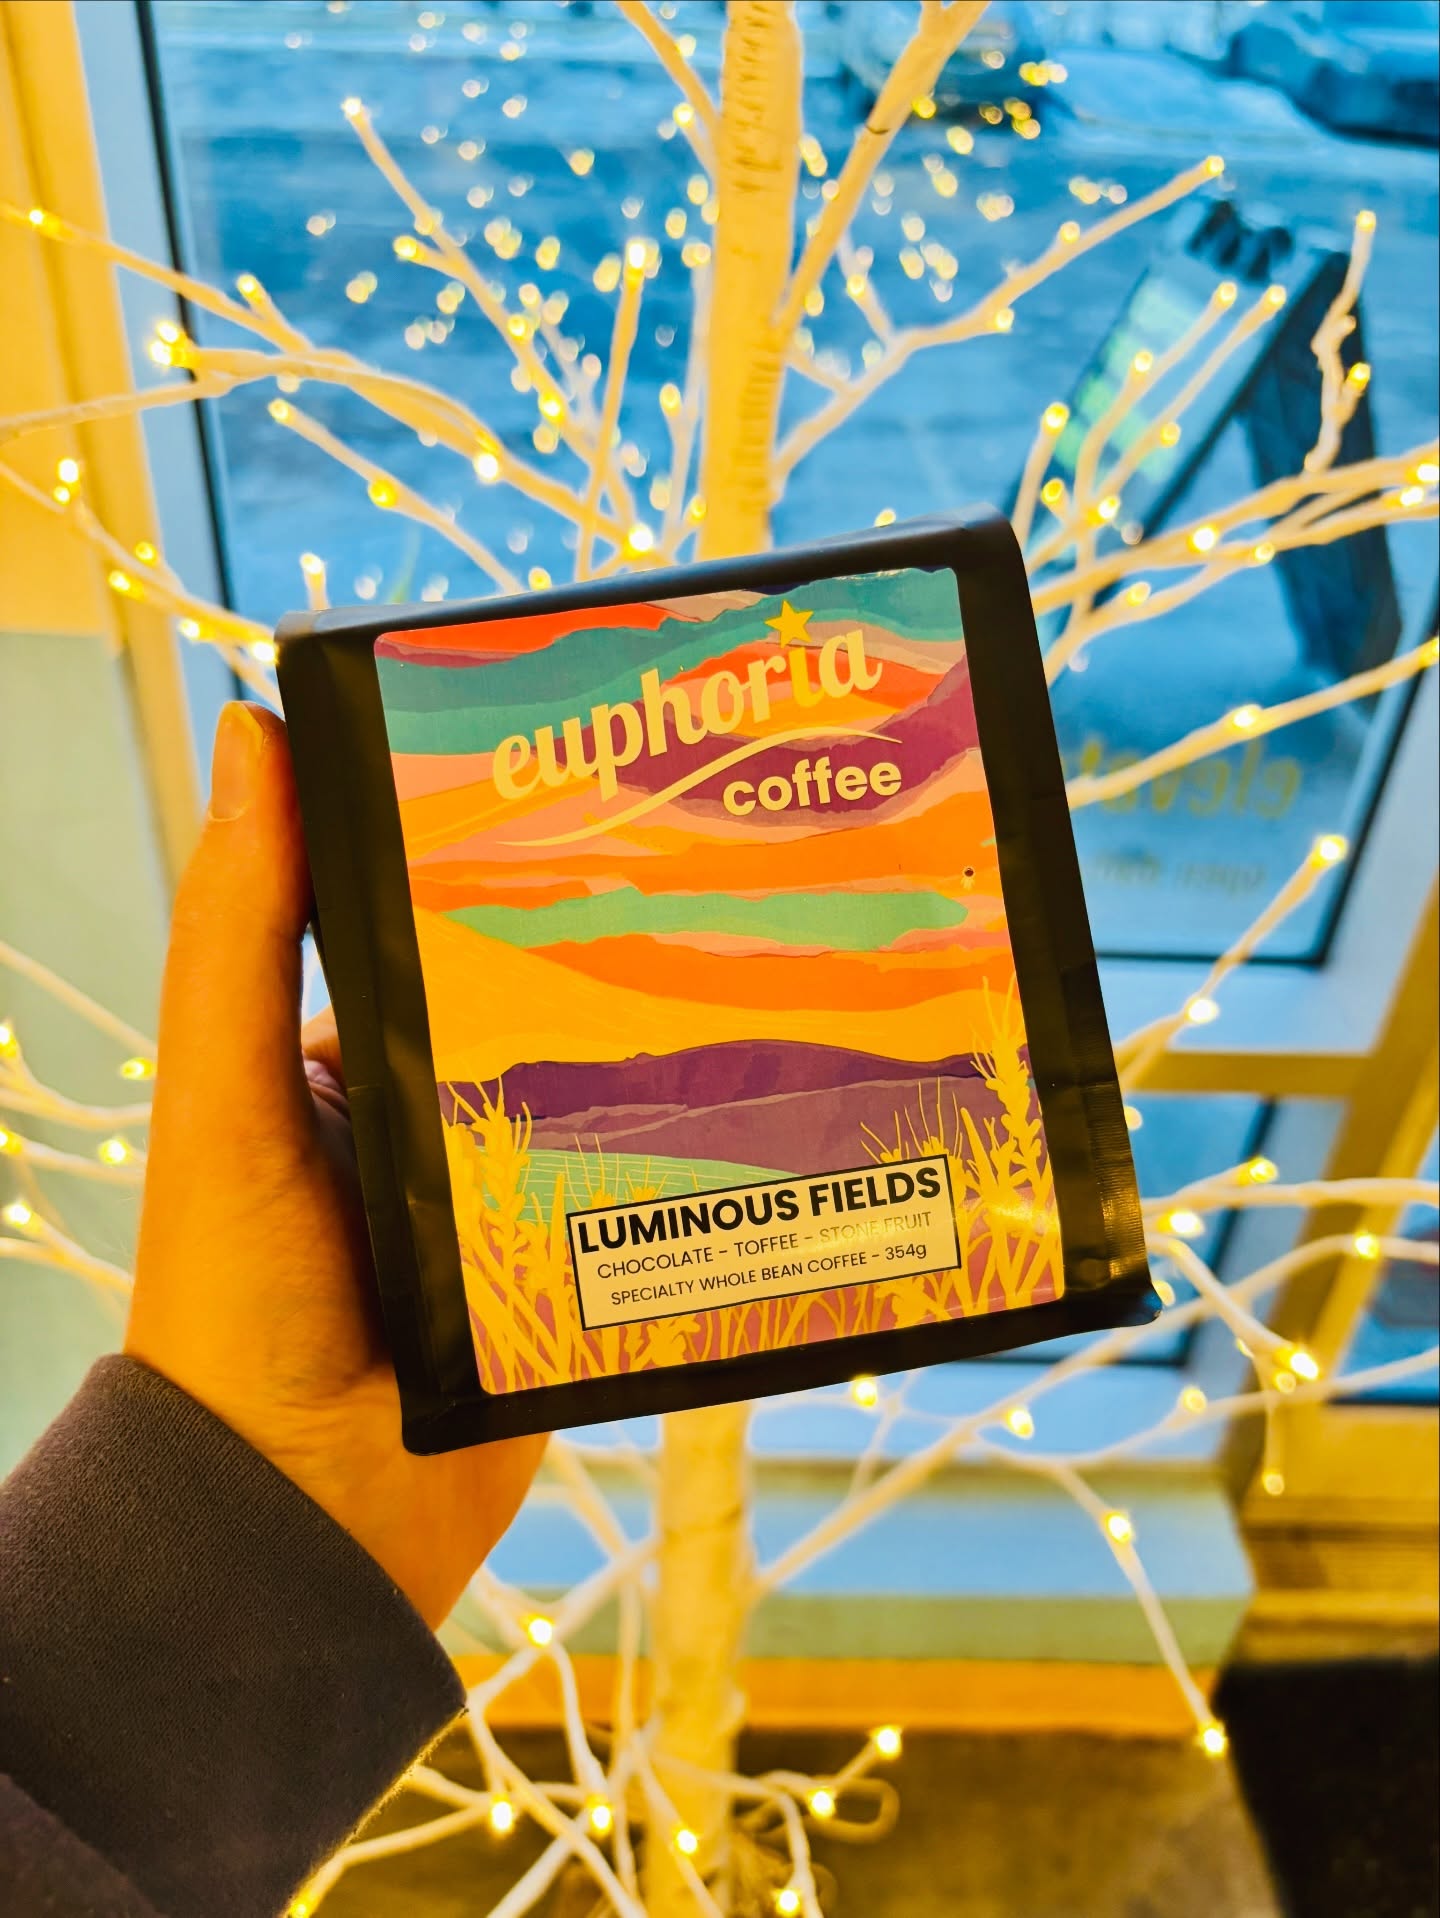 euphoria
coffee
LUMINOUS FIELDS
CHOCOLATE - TOFFEE - STONE FRUIT
SPECIALTY WHOLE BEAN COFFEE - 354g